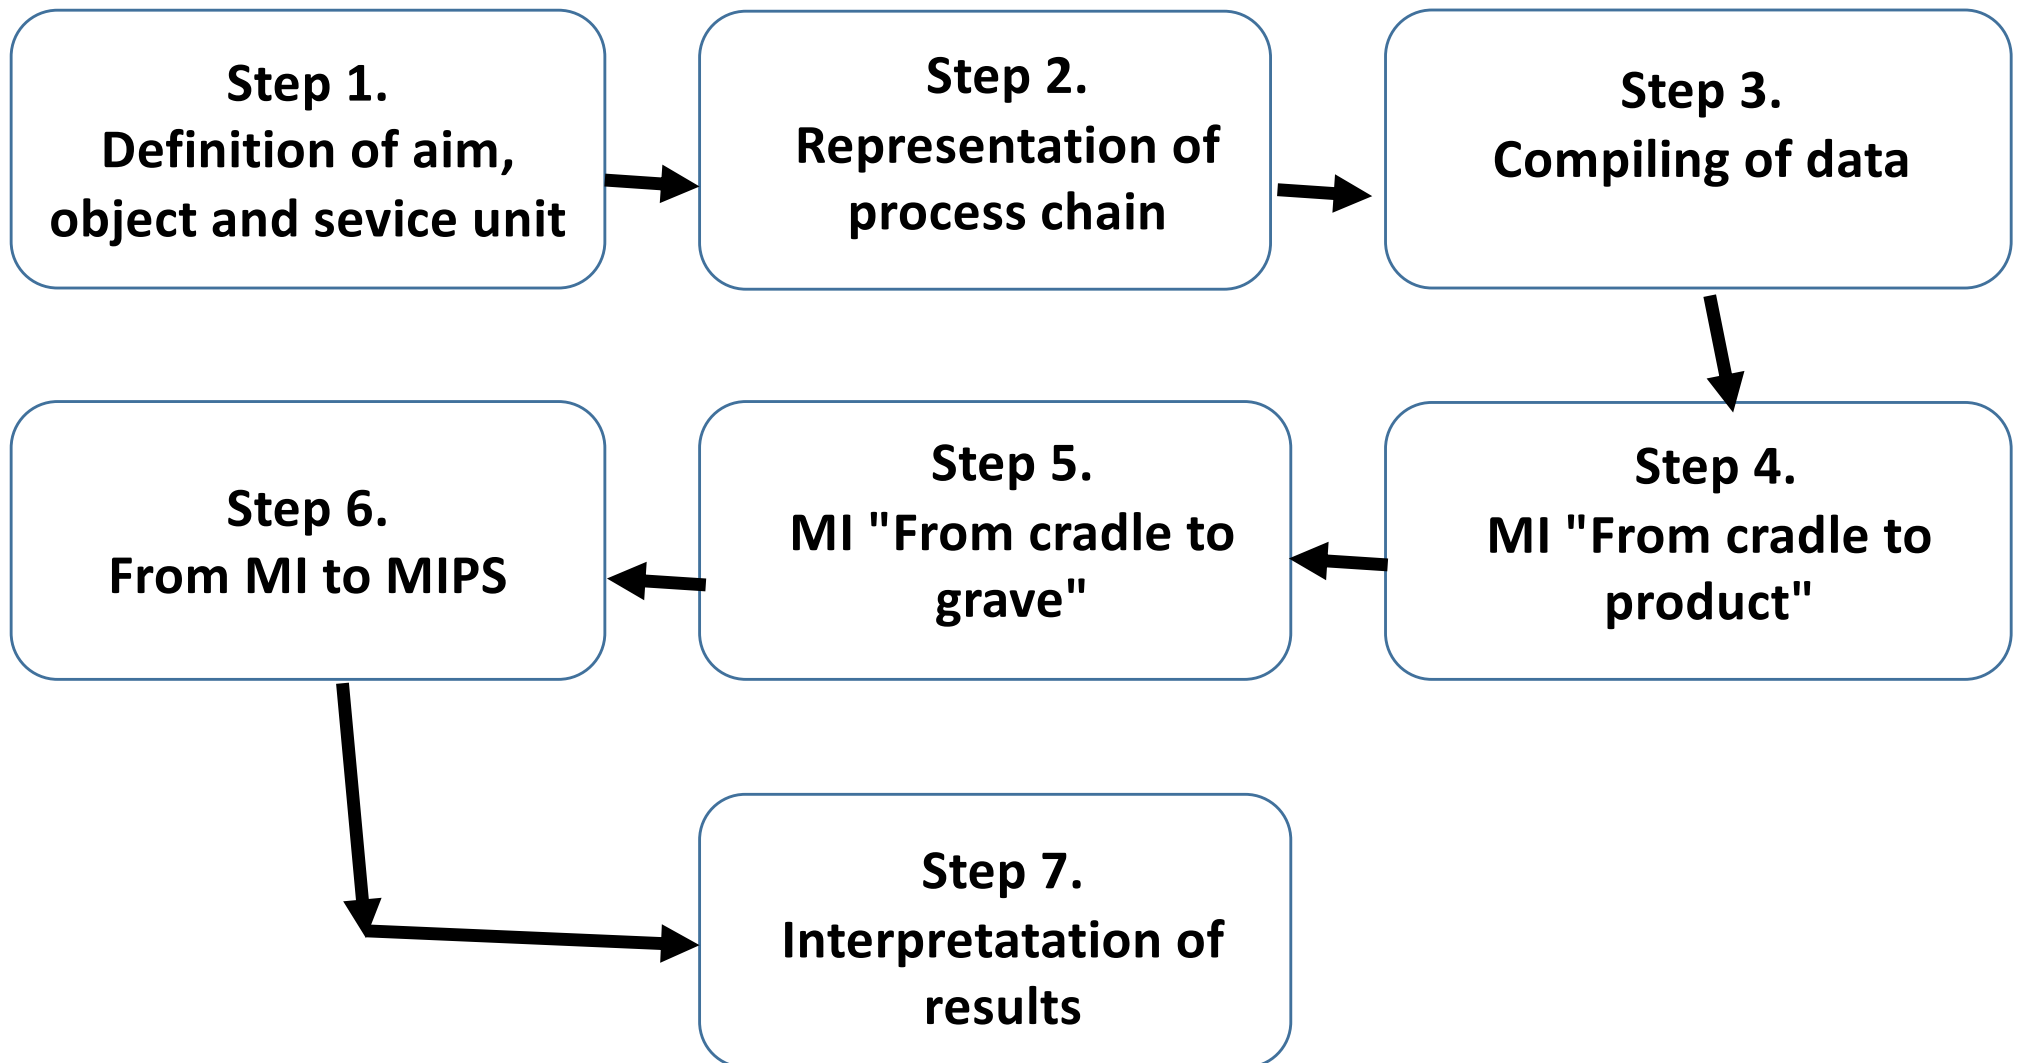 Step 1.
Definition of aim,
object and sevice unit
Step 2.
Representation of
process chain
Step 3.
Compiling of data
Step 4.
MI "From cradle to
product"
Step 5.
MI "From cradle to
grave"
Step 6.
From MI to MIPS
Step 7.
Interpretatation of
results